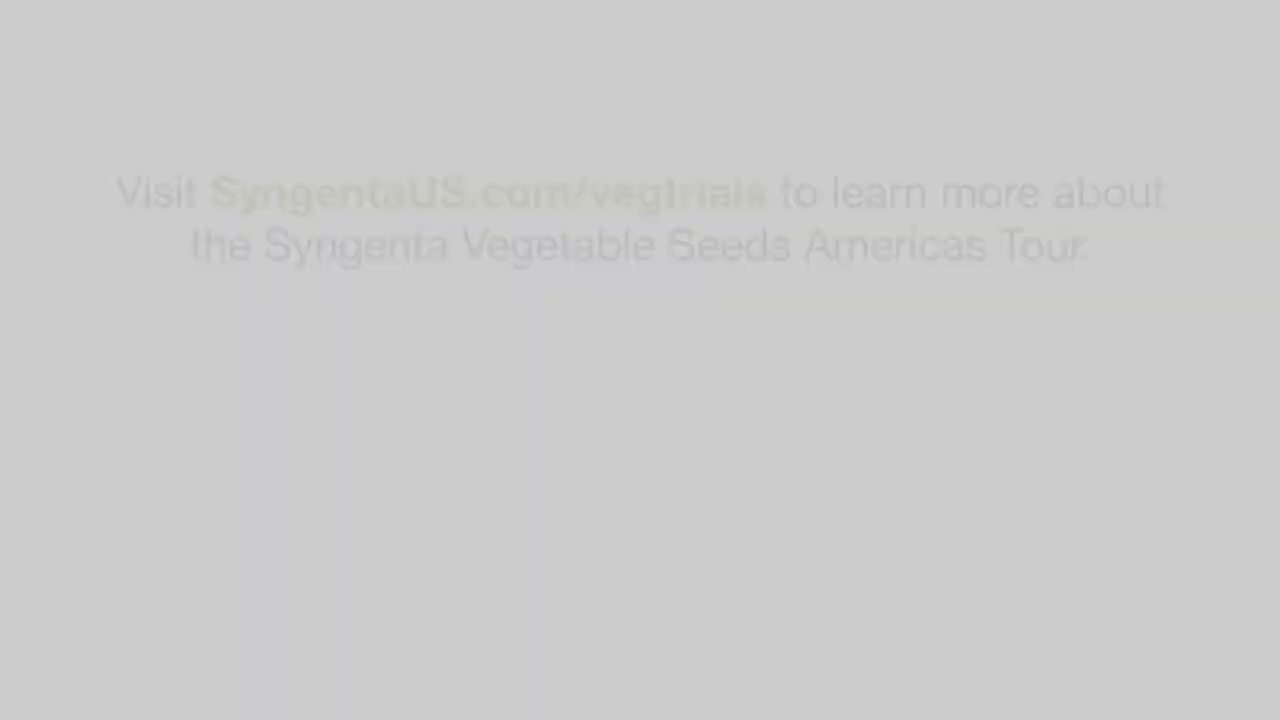 Visit SyngentaUS.com/vegtrials to learn more about
the Syngenta Vegetable Seeds Americas Tour.